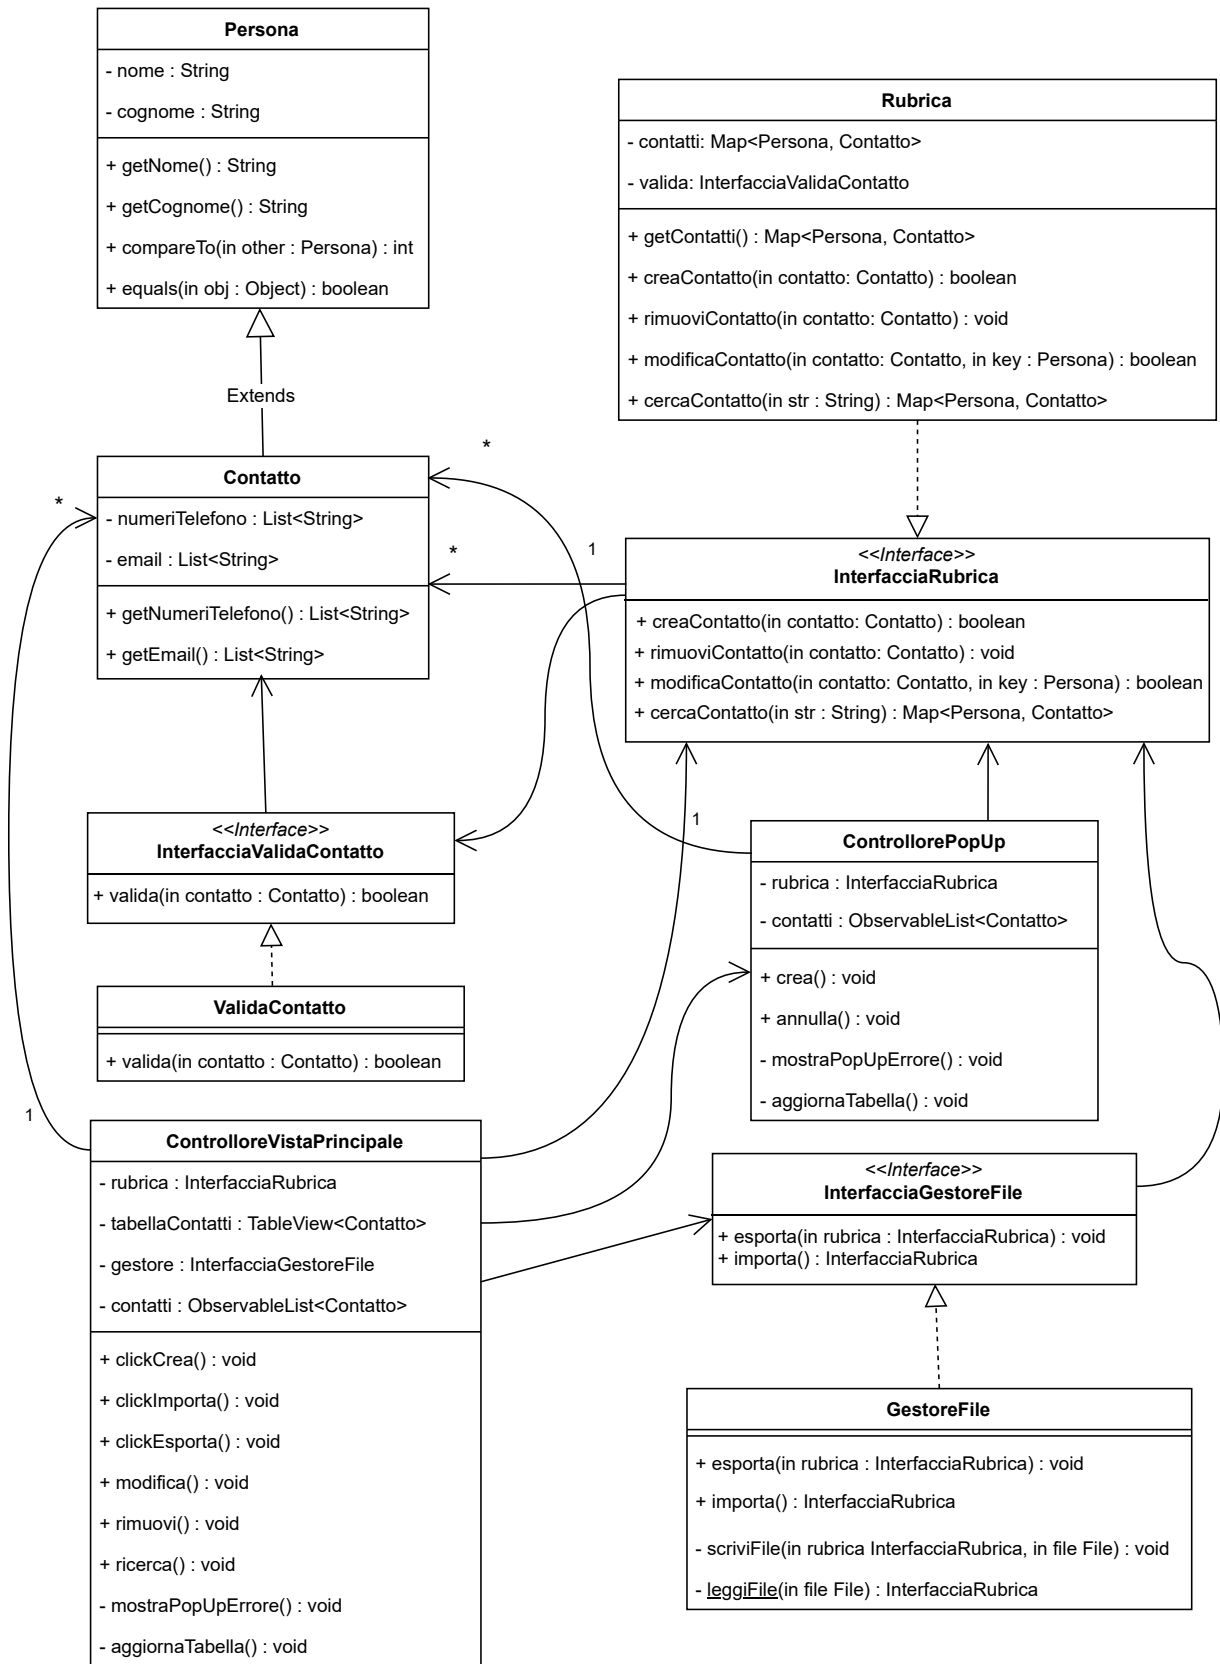 Persona
- nome : String
- cognome : String
+ getNome() : String
+ getCognome() : String
+ compareTo(in other : Persona) : int
+ equals(in obj : Object) : boolean
Rubrica
- contatti: Map<Persona, Contatto>
- valida: InterfacciaValidaContatto
+ getContatti() : Map<Persona, Contatto>
+ creaContatto(in contatto: Contatto) : boolean
+ rimuoviContatto(in contatto: Contatto) : void
+ modificaContatto(in contatto: Contatto, in key : Persona) : boolean
+ cercaContatto(in str : String) : Map<Persona, Contatto>
Extends
*
*
*
1
Contatto
- numeriTelefono : List<String>
- email : List<String>
+ getNumeriTelefono() : List<String>
+ getEmail() : List<String>
<<Interface>>
InterfacciaRubrica
+ creaContatto(in contatto: Contatto) : boolean
+ rimuoviContatto(in contatto: Contatto) : void
+ modificaContatto(in contatto: Contatto, in key : Persona) : boolean
+ cercaContatto(in str : String) : Map<Persona, Contatto>
<<Interface>>
InterfacciaValidaContatto
+ valida(in contatto : Contatto) : boolean
1
ControllorePopUp
- rubrica : InterfacciaRubrica
- contatti : ObservableList<Contatto>
+ crea() : void
+ annulla() : void
- mostraPopUpErrore() : void
- aggiornaTabella() : void
ValidaContatto
+ valida(in contatto : Contatto) : boolean
1
ControlloreVistaPrincipale
- rubrica : InterfacciaRubrica
- tabellaContatti : TableView<Contatto>
- gestore : InterfacciaGestoreFile
- contatti : ObservableList<Contatto>
+ clickCrea() : void
+ clickImporta() : void
+ clickEsporta() : void
+ modifica() : void
+ rimuovi() : void
+ ricerca() : void
- mostraPopUpErrore() : void
- aggiornaTabella() : void
<<Interface>>
InterfacciaGestoreFile
+ esporta(in rubrica : InterfacciaRubrica) : void
+ importa() : InterfacciaRubrica
GestoreFile
+ esporta(in rubrica : InterfacciaRubrica) : void
+ importa() : InterfacciaRubrica
- scriviFile(in rubrica InterfacciaRubrica, in file File) : void
- leggiFile(in file File) : InterfacciaRubrica